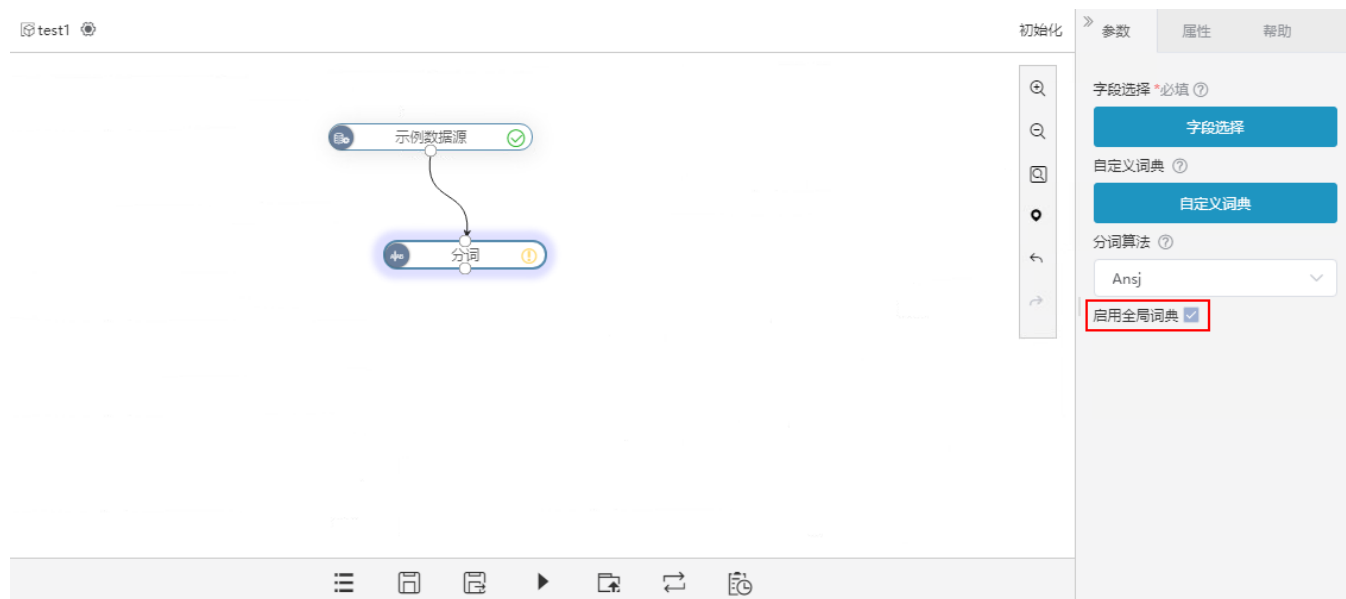 test1
初始化
参数
属性
帮助
示例数据源
分词
字段选择 *必填
字段选择
自定义词典
自定义词典
分词算法
Ansj
启用全局词典